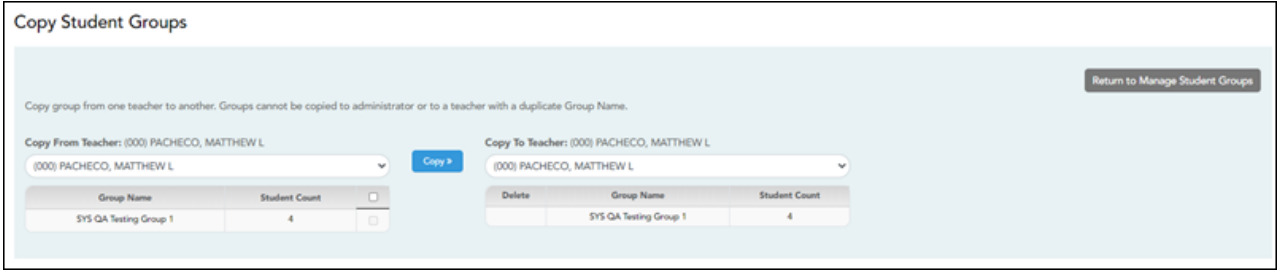 Copy Student Groups
Return to Manage Student Groups
Copy group from one teacher to another. Groups cannot be copied to administrator or to a teacher with a duplicate Group Name.
Copy From Teacher: (000) PACHECO, MATTHEW L
(000) PACHECO, MATTHEW L
Group Name Student Count
SYS QA Testing Group 1 4
Copy »
Copy To Teacher: (000) PACHECO, MATTHEW L
(000) PACHECO, MATTHEW L
Delete Group Name Student Count
SYS QA Testing Group 1 4